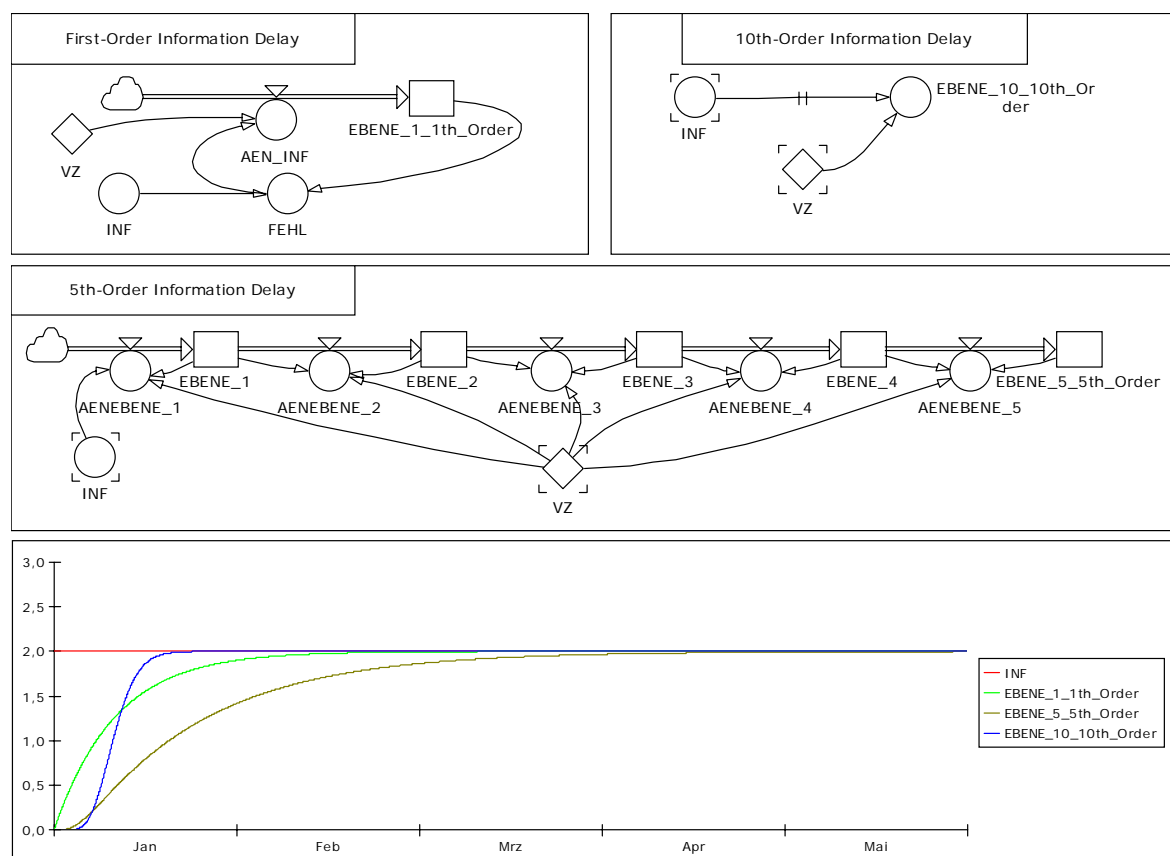 First-Order Information Delay
VZ
AEN_INF
EBENE_1_1th_Order
INF
FEHL
10th-Order Information Delay
INF
EBENE_10_10th_Or
der
VZ
5th-Order Information Delay
EBENE_1
EBENE_2
EBENE_3
EBENE_4
EBENE_5_5th_Order
AENEBENE_1
AENEBENE_2
AENEBENE_3
AENEBENE_4
AENEBENE_5
INF
VZ
3,0
2,5
2,0
1,5
1,0
0,5
0,0
Jan
Feb
Mrz
Apr
Mai
INF
EBENE_1_1th_Order
EBENE_5_5th_Order
EBENE_10_10th_Order